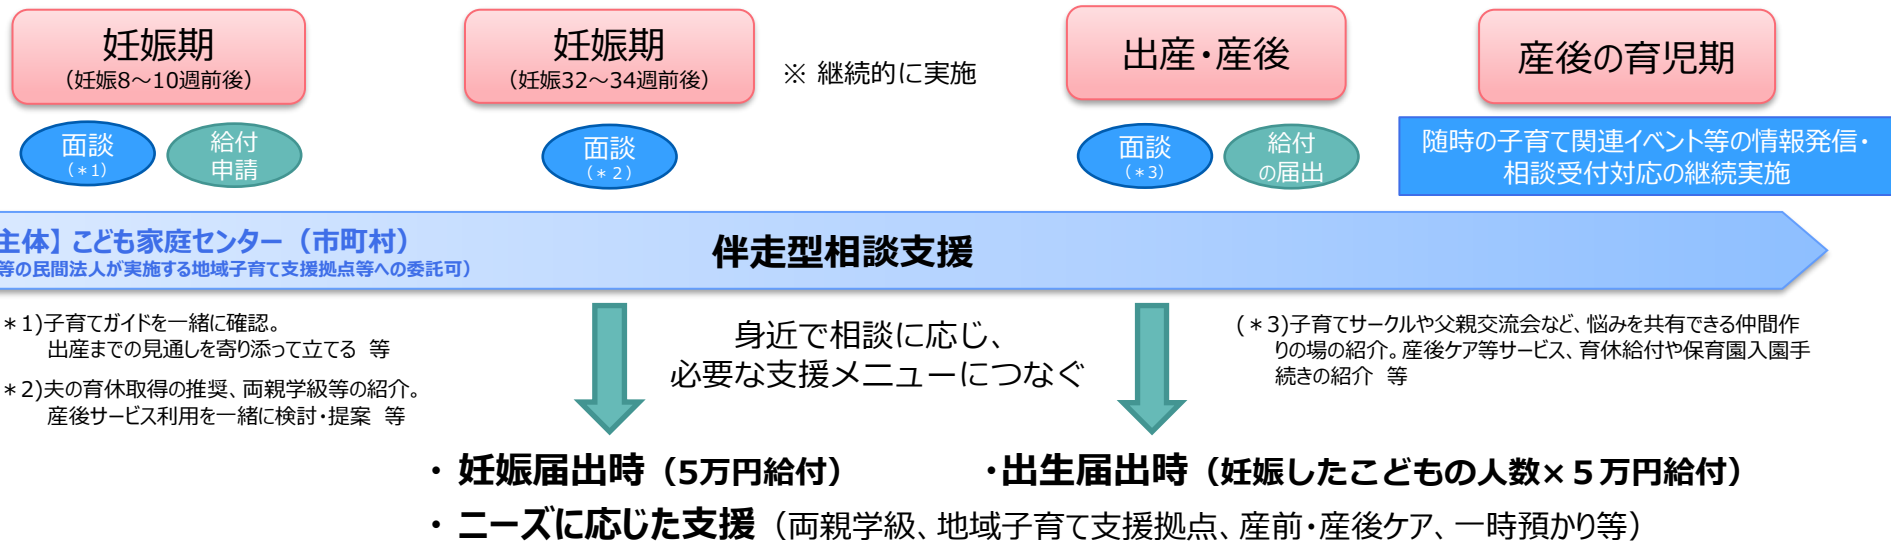 妊娠期
（妊娠8～10週前後）
妊娠期
（妊娠32～34週前後）
※ 継続的に実施
出産・産後
産後の育児期
面談
（＊1）
給付
申請
面談
（＊２）
面談
（＊3）
給付
の届出
随時の子育て関連イベント等の情報発信・
相談受付対応の継続実施
主体】こども家庭センター（市町村）
等の民間法人が実施する地域子育て支援拠点等への委託可）
伴走型相談支援
＊1)子育てガイドを一緒に確認。
出産までの見通しを寄り添って立てる 等
＊2)夫の育休取得の推奨、両親学級等の紹介。
産後サービス利用を一緒に検討・提案 等
身近で相談に応じ、
必要な支援メニューにつなぐ
(＊3)子育てサークルや父親交流会など、悩みを共有できる仲間作
りの場の紹介。産後ケア等サービス、育休給付や保育園入園手
続きの紹介 等
・ 妊娠届出時（5万円給付）
・出生届出時（妊娠したこどもの人数×５万円給付）
・ ニーズに応じた支援（両親学級、地域子育て支援拠点、産前・産後ケア、一時預かり等）